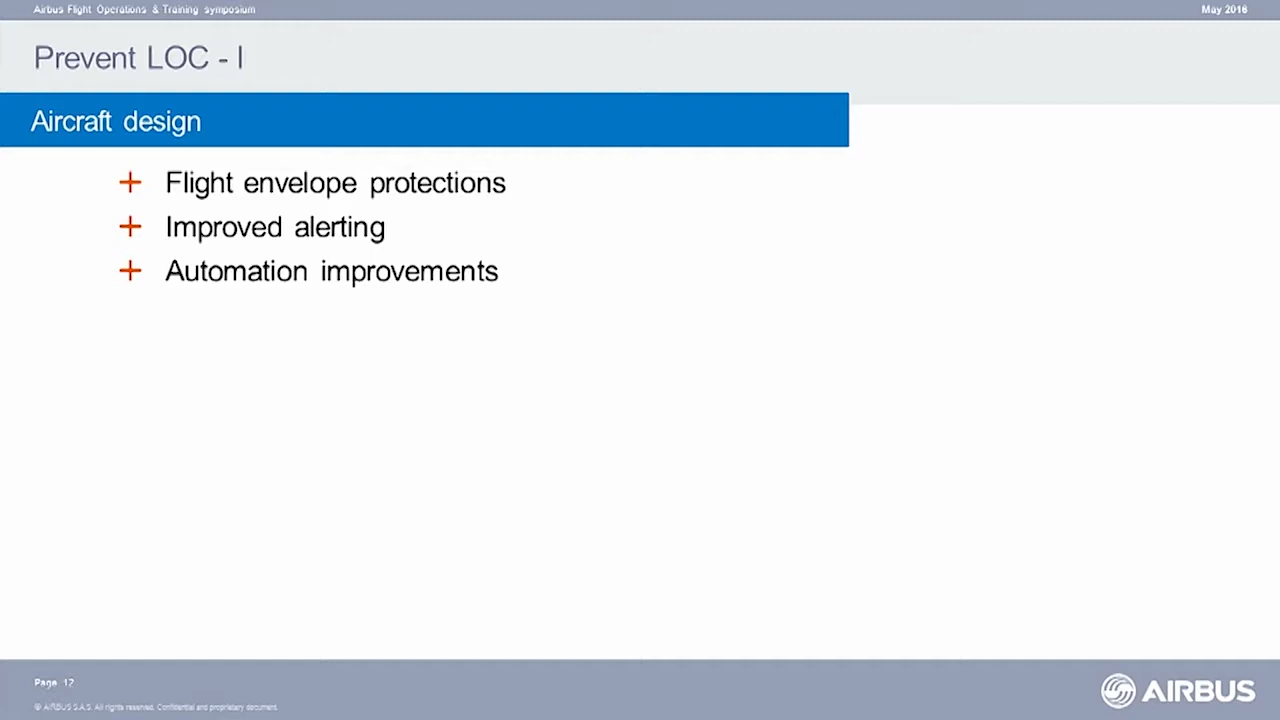 Airbus Flight Operations & Training symposium
May 2016
Prevent LOC - I
Aircraft design
+ Flight envelope protections
+ Improved alerting
+ Automation improvements
Page 12
© AIRBUS S.A.S. All rights reserved. Confidential and proprietary document.
AIRBUS